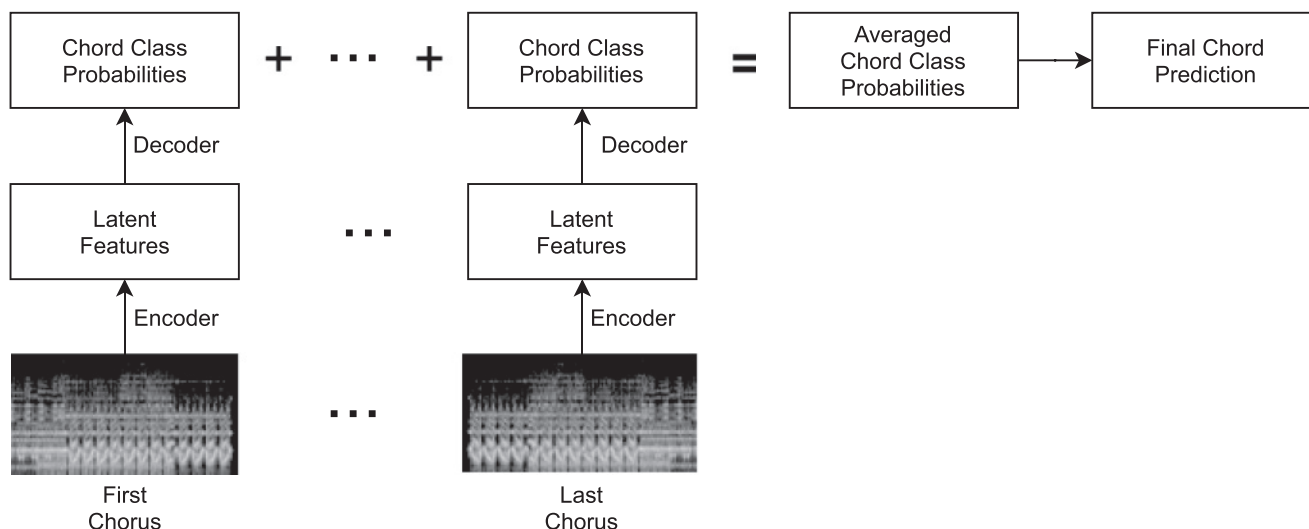 Chord Class
Probabilities
+ ... +
Chord Class
Probabilities
=
Averaged
Chord Class
Probabilities
Final Chord
Prediction
Decoder
Decoder
Latent
Features
...
Latent
Features
Encoder
Encoder
...
First
Chorus
Last
Chorus